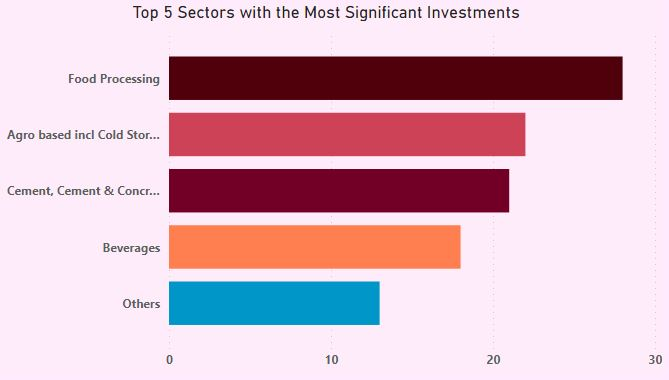 Top 5 Sectors with the Most Significant Investments
Food Processing
Agro based incl Cold Stor...
Cement, Cement & Concr...
Beverages
Others
0 10 20 30